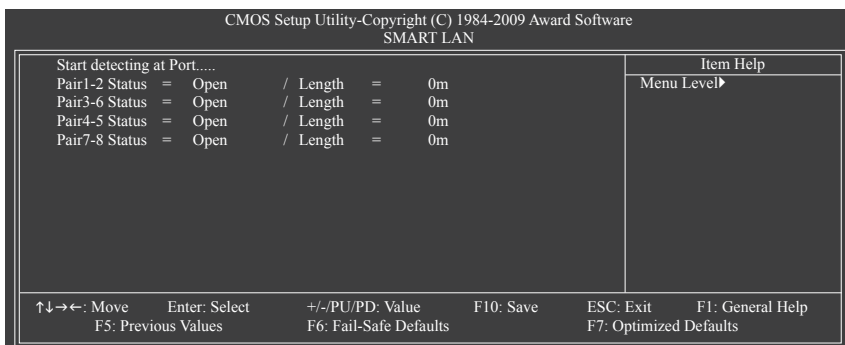 CMOS Setup Utility-Copyright (C) 1984-2009 Award Software
SMART LAN
Start detecting at Port.....
Pair1-2 Status = Open / Length = 0m
Pair3-6 Status = Open / Length = 0m
Pair4-5 Status = Open / Length = 0m
Pair7-8 Status = Open / Length = 0m
Item Help
Menu Level▶
↑↓→←: Move Enter: Select +/-/PU/PD: Value F10: Save ESC: Exit F1: General Help
F5: Previous Values F6: Fail-Safe Defaults F7: Optimized Defaults